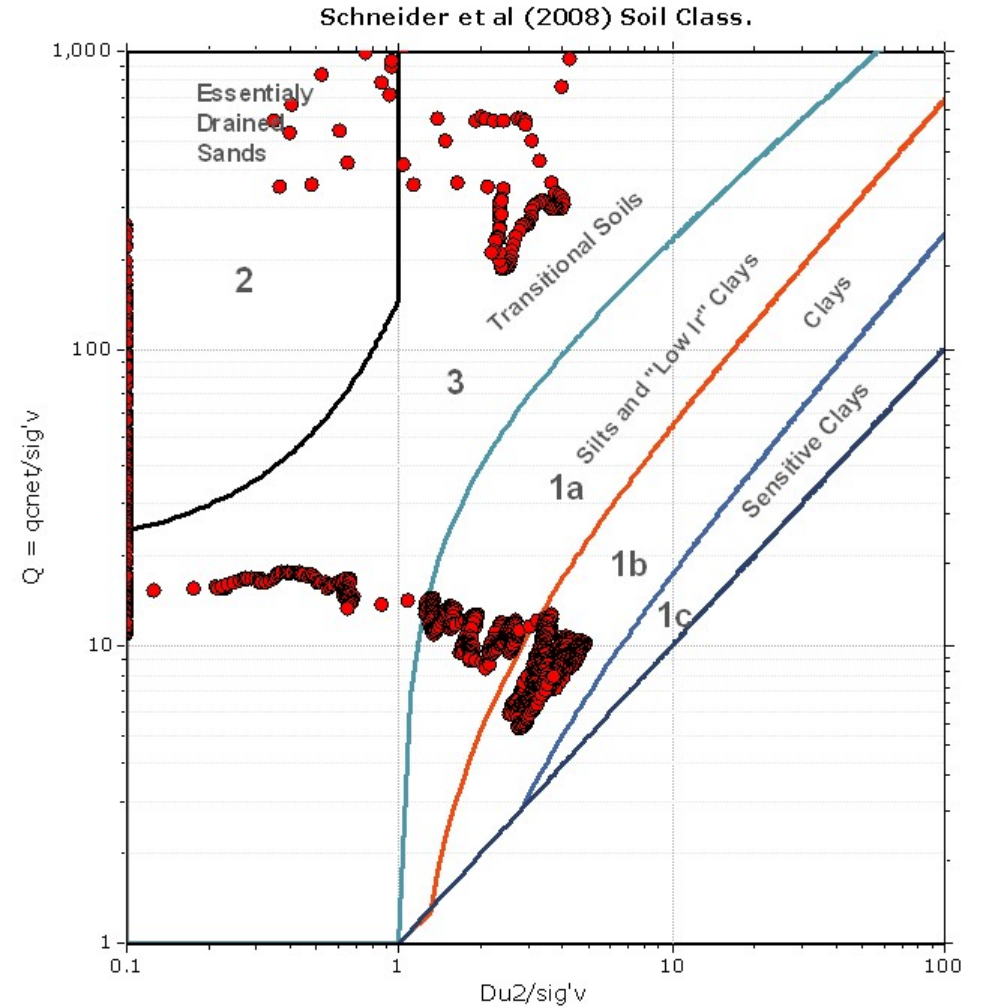 Schneider et al (2008) Soil Class.
1,000
Essentialy
Drained
Sands
2
Transitional Soils
Silts and "Low Ir" Clays
Clays
100
3
Sensitive Clays
1a
1b
1c
10
1
0.1
1
10
100
Q = qcnet/sig'v
Du2/sig'v